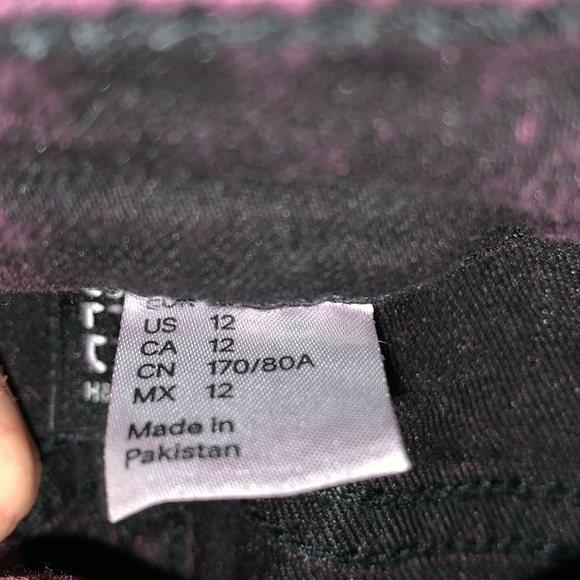 US 12
CA 12
CN 170/80A
MX 12
Made in
Pakistan